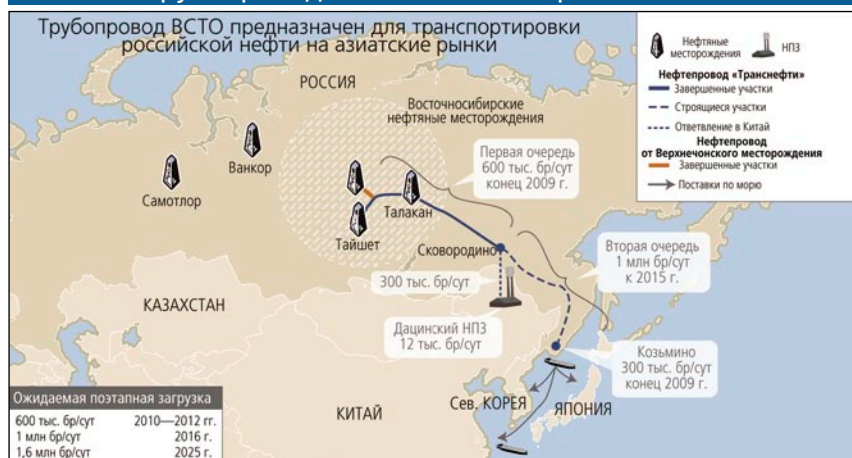 Трубопровод ВСТО предназначен для транспортировки
российской нефти на азиатские рынки
Нефтяные
месторождения
НПЗ
Нефтепровод «Транснефти»
Завершенные участки
Строящиеся участки
Ответвление в Китай
Нефтепровод
от Верхнечонского месторождения
Завершенные участки
Поставки по морю
РОССИЯ
Восточносибирские
нефтяные месторождения
Ванкор
Самотлор
Талакан
Тайшет
Первая очередь
600 тыс. бр/сут
конец 2009 г.
Сковородино
Вторая очередь
1 млн бр/сут
к 2015 г.
300 тыс. бр/сут
Дацинский НПЗ
12 тыс. бр/сут
КАЗАХСТАН
Козьмино
300 тыс. бр/сут
конец 2009 г.
КИТАЙ
Сев. КОРЕЯ
ЯПОНИЯ
Ожидаемая поэтапная загрузка
600 тыс. бр/сут 2010—2012 гг.
1 млн бр/сут 2016 г.
1,6 млн бр/сут 2025 г.